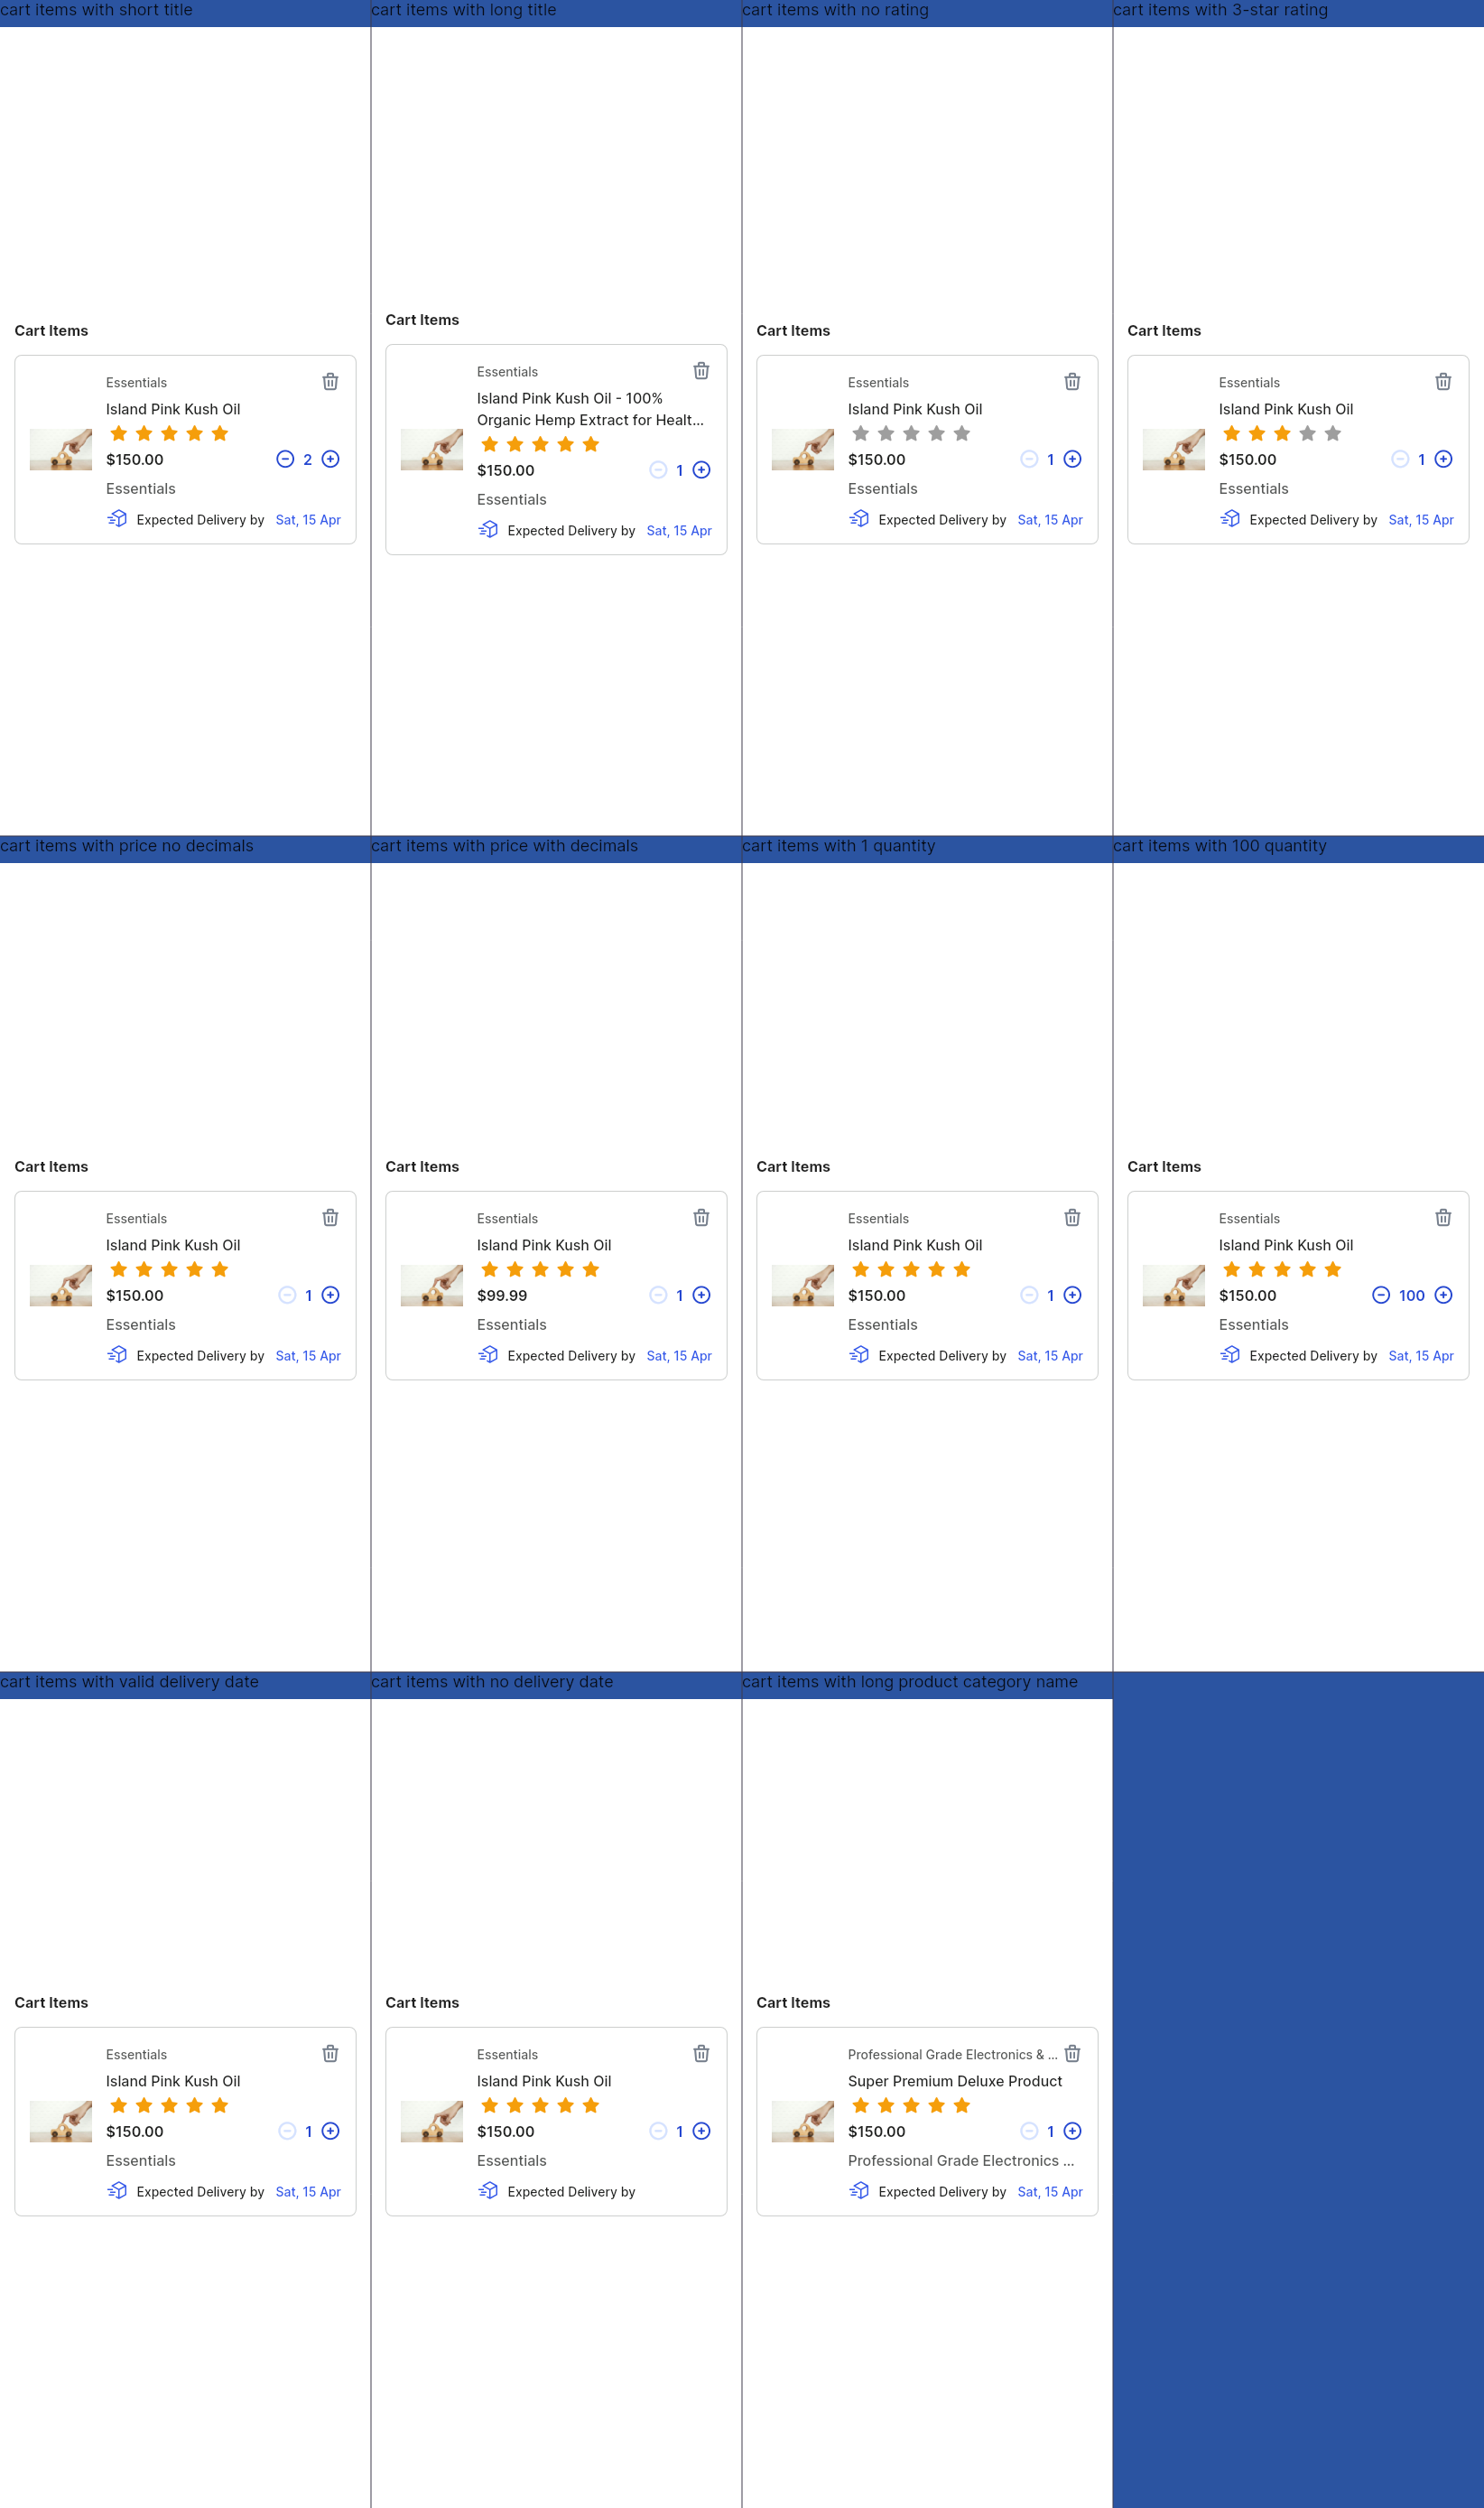 cart items with short title
cart items with long title
cart items with no rating
cart items with 3-star rating
Cart Items
Essentials
Island Pink Kush Oil
$150.00
2
Essentials
Expected Delivery by Sat, 15 Apr
Cart Items
Essentials
Island Pink Kush Oil - 100%
Organic Hemp Extract for Healt...
$150.00
1
Essentials
Expected Delivery by Sat, 15 Apr
Cart Items
Essentials
Island Pink Kush Oil
$150.00
1
Essentials
Expected Delivery by Sat, 15 Apr
Cart Items
Essentials
Island Pink Kush Oil
$150.00
1
Essentials
Expected Delivery by Sat, 15 Apr
cart items with price no decimals
cart items with price with decimals
cart items with 1 quantity
cart items with 100 quantity
Cart Items
Essentials
Island Pink Kush Oil
$150.00
1
Essentials
Expected Delivery by Sat, 15 Apr
Cart Items
Essentials
Island Pink Kush Oil
$99.99
1
Essentials
Expected Delivery by Sat, 15 Apr
Cart Items
Essentials
Island Pink Kush Oil
$150.00
1
Essentials
Expected Delivery by Sat, 15 Apr
Cart Items
Essentials
Island Pink Kush Oil
$150.00
100
Essentials
Expected Delivery by Sat, 15 Apr
cart items with valid delivery date
cart items with no delivery date
cart items with long product category name
Cart Items
Essentials
Island Pink Kush Oil
$150.00
1
Essentials
Expected Delivery by Sat, 15 Apr
Cart Items
Essentials
Island Pink Kush Oil
$150.00
1
Essentials
Expected Delivery by
Cart Items
Professional Grade Electronics & ...
Super Premium Deluxe Product
$150.00
1
Professional Grade Electronics ...
Expected Delivery by Sat, 15 Apr